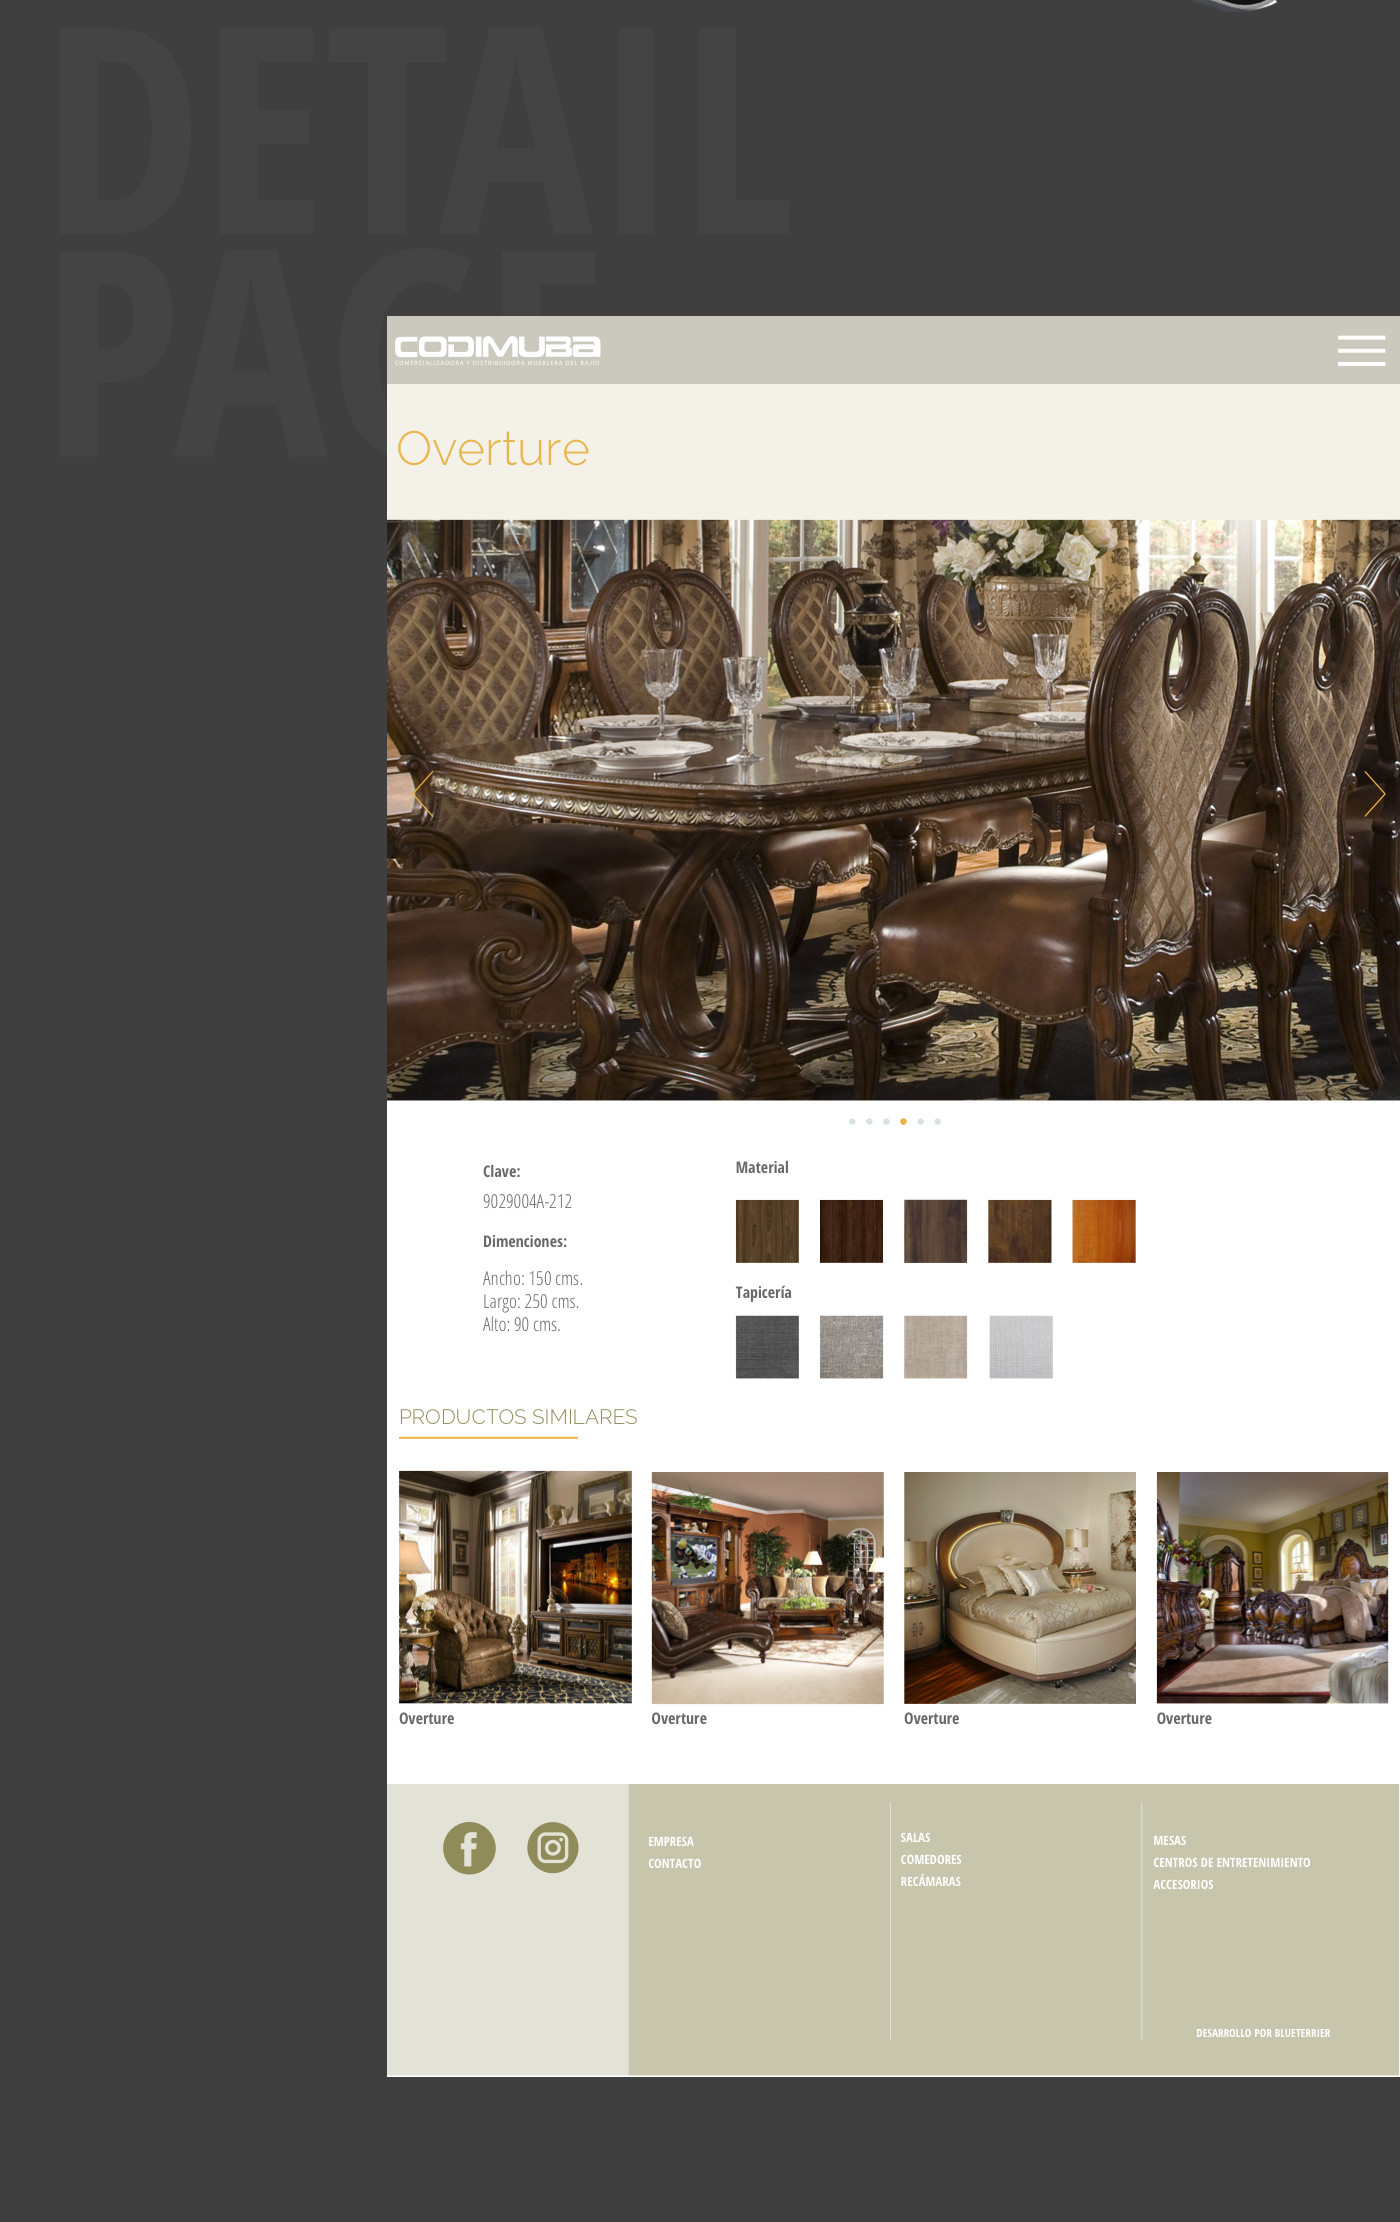 DETAIL
PAGE
CODIMUBA
COMERCIALIZADORA Y DISTRIBUIDORA MUEBLERA DEL BAJÍO
Overture
Clave:
9029004A-212
Dimenciones:
Ancho: 150 cms.
Largo: 250 cms.
Alto: 90 cms.
Material
Tapicería
PRODUCTOS SIMILARES
Overture
Overture
Overture
Overture
EMPRESA
CONTACTO
SALAS
COMEDORES
RECÁMARAS
MESAS
CENTROS DE ENTRETENIMIENTO
ACCESORIOS
DESARROLLO POR BLUETERRIER